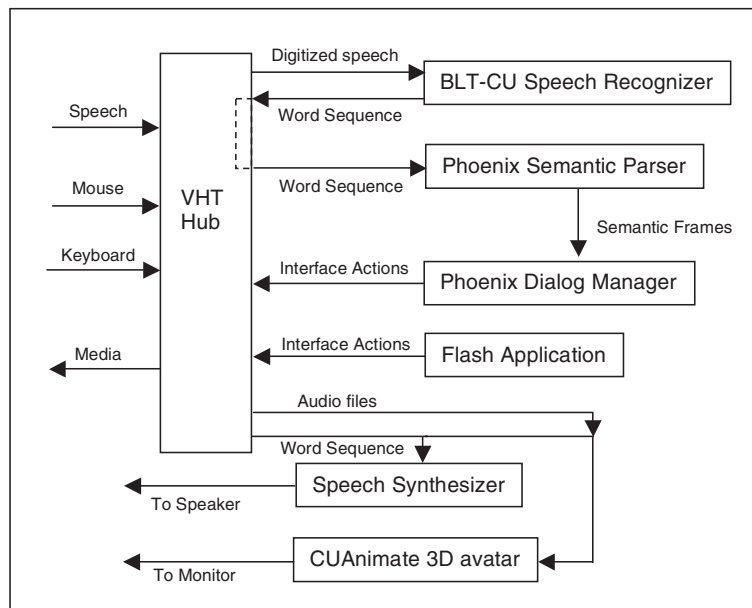 Digitized speech
BLT-CU Speech Recognizer
Word Sequence
Speech
Phoenix Semantic Parser
Word Sequence
Mouse
VHT
Hub
Semantic Frames
Keyboard
Interface Actions
Phoenix Dialog Manager
Interface Actions
Flash Application
Media
Audio files
Word Sequence
Speech Synthesizer
To Speaker
CUAnimate 3D avatar
To Monitor